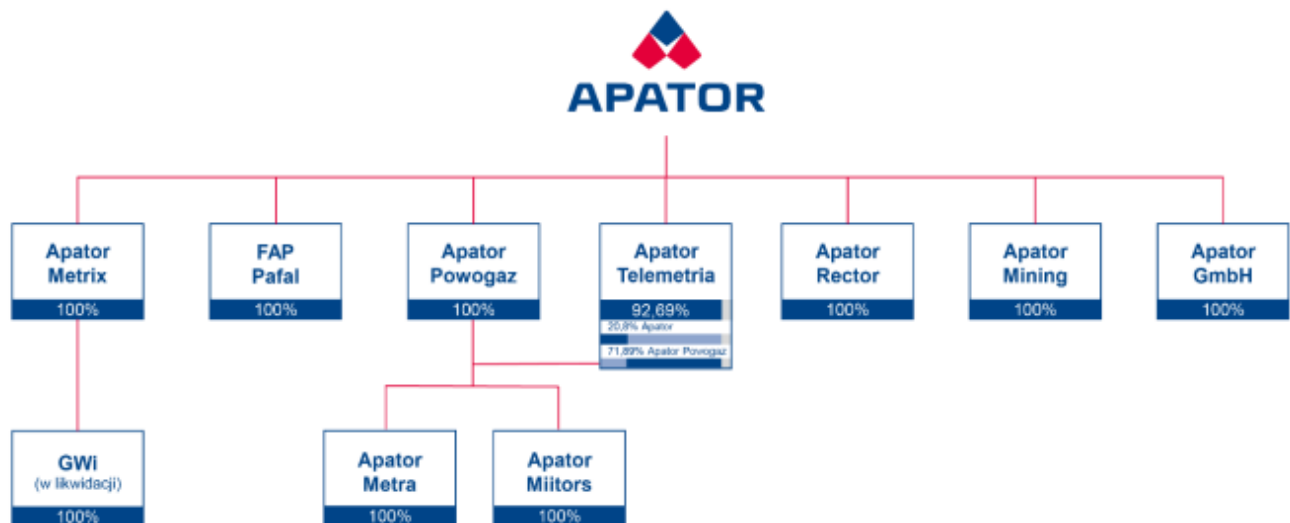 APATOR
Apator
Metrix
100%
FAP
Pafal
100%
Apator
Powogaz
100%
Apator
Telemetria
92,69%
20,8% Apator
71,89% Apator Powogaz
Apator
Rector
100%
Apator
Mining
100%
Apator
GmbH
100%
GWi
(w likwidacji)
100%
Apator
Metra
100%
Apator
Miitors
100%